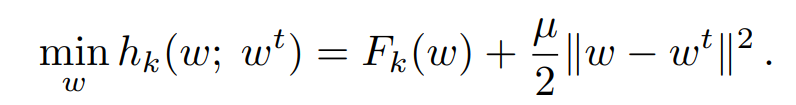 min_w h_k(w; w^t) = F_k(w) + μ/2 ‖w − w^t‖² .